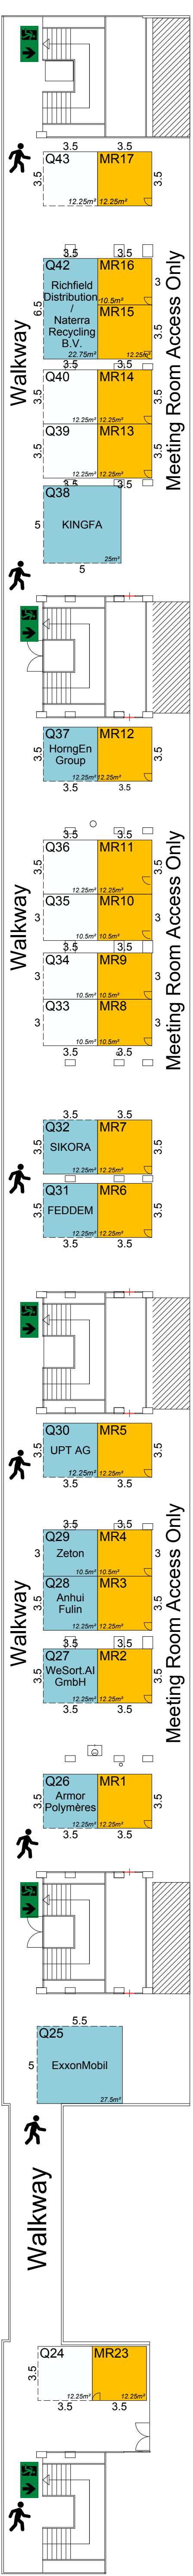 3.5 3.5
Q43 MR17
3.5 3.5
12.25m² 12.25m²
3.5 3.5
Q42 MR16
Richfield
Distribution
/
Naterra
Recycling
B.V.
6.5 3
10.5m²
MR15
3.5
22.75m² 12.25m²
3.5 3.5
Q40 MR14
3.5 3.5
12.25m² 12.25m²
Q39 MR13
3.5 3.5
12.25m² 12.25m²
3.5 3.5
Q38
5 KINGFA
25m²
5
Walkway
Meeting Room Access Only
Q37 MR12
HorngEn
Group
3.5 3.5
12.25m² 12.25m²
3.5 3.5
3.5 3.5
Q36 MR11
3.5 3.5
12.25m² 12.25m²
Q35 MR10
3 3
10.5m² 10.5m²
3.5 3.5
Q34 MR9
3 3
10.5m² 10.5m²
Q33 MR8
3 3
10.5m² 10.5m²
3.5 3.5
Walkway
Meeting Room Access Only
3.5 3.5
Q32 MR7
SIKORA
3.5 3.5
12.25m² 12.25m²
Q31 MR6
FEDDEM
3.5 3.5
12.25m² 12.25m²
3.5 3.5
Q30 MR5
UPT AG
3.5 3.5
12.25m² 12.25m²
3.5 3.5
3.5 3.5
Q29 MR4
3 Zeton 3
10.5m² 10.5m²
Q28 MR3
Anhui
Fulin
3.5 3.5
12.25m² 12.25m²
3.5 3.5
Q27 MR2
WeSort.AI
GmbH
3.5 3.5
12.25m² 12.25m²
Walkway
Meeting Room Access Only
Q26 MR1
Armor
Polymères
3.5 3.5
12.25m² 12.25m²
3.5 3.5
5.5
Q25
5 ExxonMobil
27.5m²
Walkway
Q24 MR23
3.5
12.25m² 12.25m²
3.5 3.5